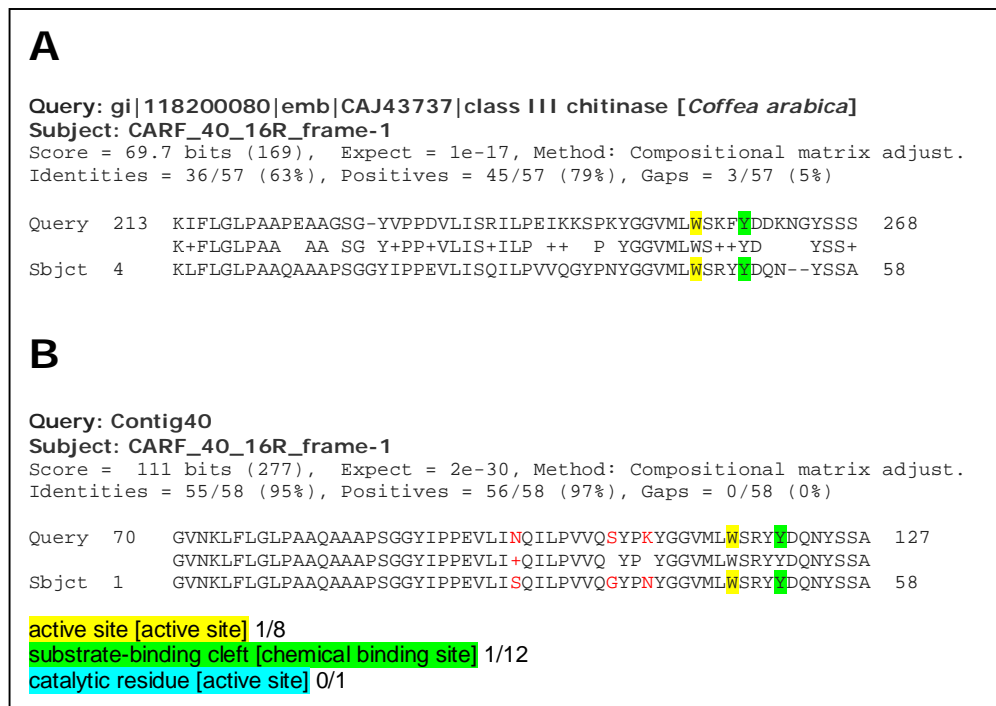 A
Query: gi|118200080|emb|CAJ43737|class III chitinase [Coffea arabica]
Subject: CARF_40_16R_frame-1
Score = 69.7 bits (169),  Expect = 1e-17, Method: Compositional matrix adjust.
Identities = 36/57 (63%), Positives = 45/57 (79%), Gaps = 3/57 (5%)
Query  213  KIFLGLPAAPEAAGSG-YVPPDVLISRILPEIKKSPKYGGVMLWSKFYDDKNGYSSS  268
            K+FLGLPAA  AA SG Y+PP+VLIS+ILP ++  P YGGVMLWS++YD    YSS+
Sbjct  4    KLFLGLPAAQAAAPSGGYIPPEVLISQILPVVQGYPNYGGVMLWSRYYDQN--YSSA  58
B
Query: Contig40
Subject: CARF_40_16R_frame-1
Score =  111 bits (277),  Expect = 2e-30, Method: Compositional matrix adjust.
Identities = 55/58 (95%), Positives = 56/58 (97%), Gaps = 0/58 (0%)
Query  70   GVNKLFLGLPAAQAAAPSGGYIPPEVLINQILPVVQSYPKYGGVMLWSRYYDQNYSSA  127
            GVNKLFLGLPAAQAAAPSGGYIPPEVLI+QILPVVQ YP YGGVMLWSRYYDQNYSSA
Sbjct  1    GVNKLFLGLPAAQAAAPSGGYIPPEVLISQILPVVQGYPNYGGVMLWSRYYDQNYSSA  58
active site [active site] 1/8
substrate-binding cleft [chemical binding site] 1/12
catalytic residue [active site] 0/1